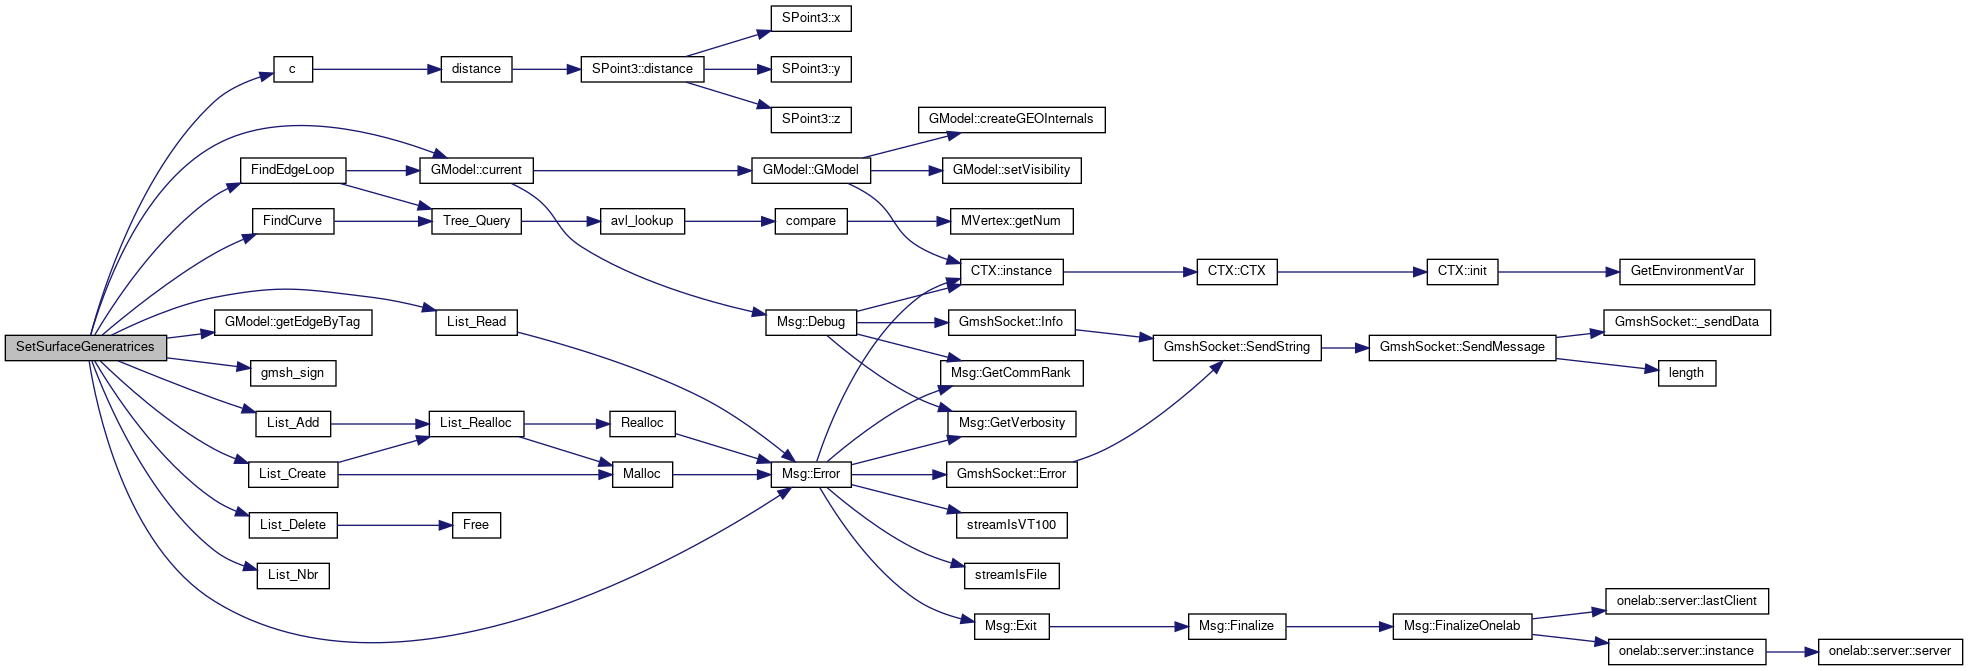 SetSurfaceGeneratrices
c
distance
SPoint3::distance
SPoint3::x
SPoint3::y
SPoint3::z
FindEdgeLoop
GModel::current
GModel::GModel
GModel::createGEOInternals
GModel::setVisibility
FindCurve
Tree_Query
avl_lookup
compare
MVertex::getNum
CTX::instance
CTX::CTX
CTX::init
GetEnvironmentVar
GModel::getEdgeByTag
List_Read
Msg::Debug
GmshSocket::Info
GmshSocket::SendString
GmshSocket::SendMessage
GmshSocket::_sendData
length
gmsh_sign
Msg::GetCommRank
List_Add
List_Realloc
Realloc
Msg::GetVerbosity
List_Create
Malloc
Msg::Error
GmshSocket::Error
List_Delete
Free
streamIsVT100
List_Nbr
streamIsFile
Msg::Exit
Msg::Finalize
Msg::FinalizeOnelab
onelab::server::lastClient
onelab::server::instance
onelab::server::server